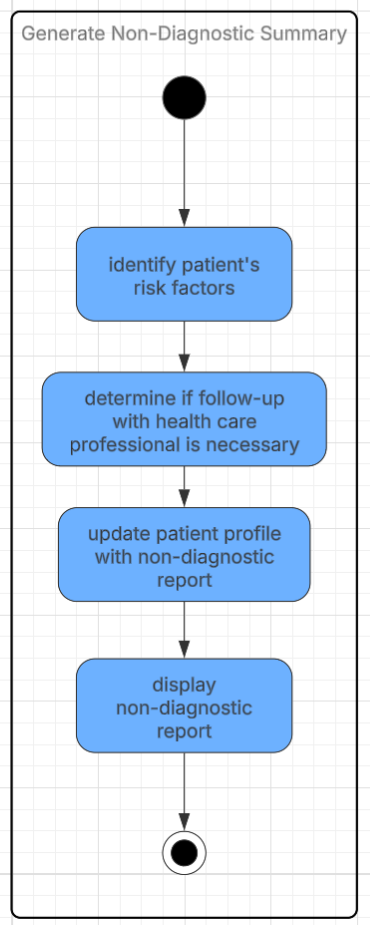 Generate Non-Diagnostic Summary
identify patient's
risk factors
determine if follow-up
with health care
professional is necessary
update patient profile
with non-diagnostic
report
display
non-diagnostic
report